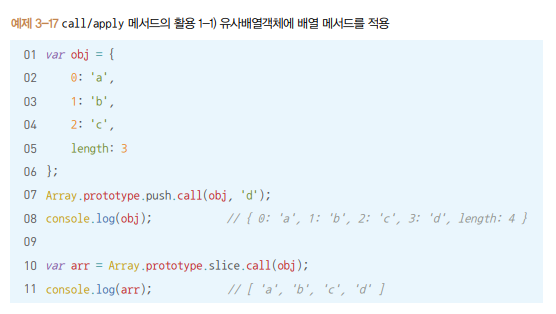 예제 3-17 call/apply 메서드의 활용 1-1) 유사배열객체에 배열 메서드를 적용
01 var obj = {
02     0: 'a',
03     1: 'b',
04     2: 'c',
05     length: 3
06 };
07 Array.prototype.push.call(obj, 'd');
08 console.log(obj);          // { 0: 'a', 1: 'b', 2: 'c', 3: 'd', length: 4 }
09
10 var arr = Array.prototype.slice.call(obj);
11 console.log(arr);          // [ 'a', 'b', 'c', 'd' ]